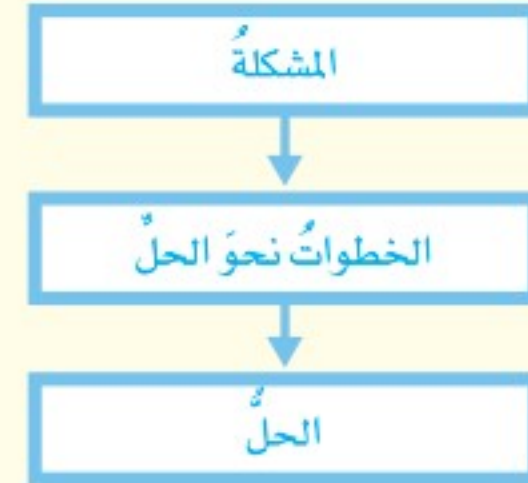 المشكلةُ
الخطواتُ نحوَ الحلِّ
الحلُّ